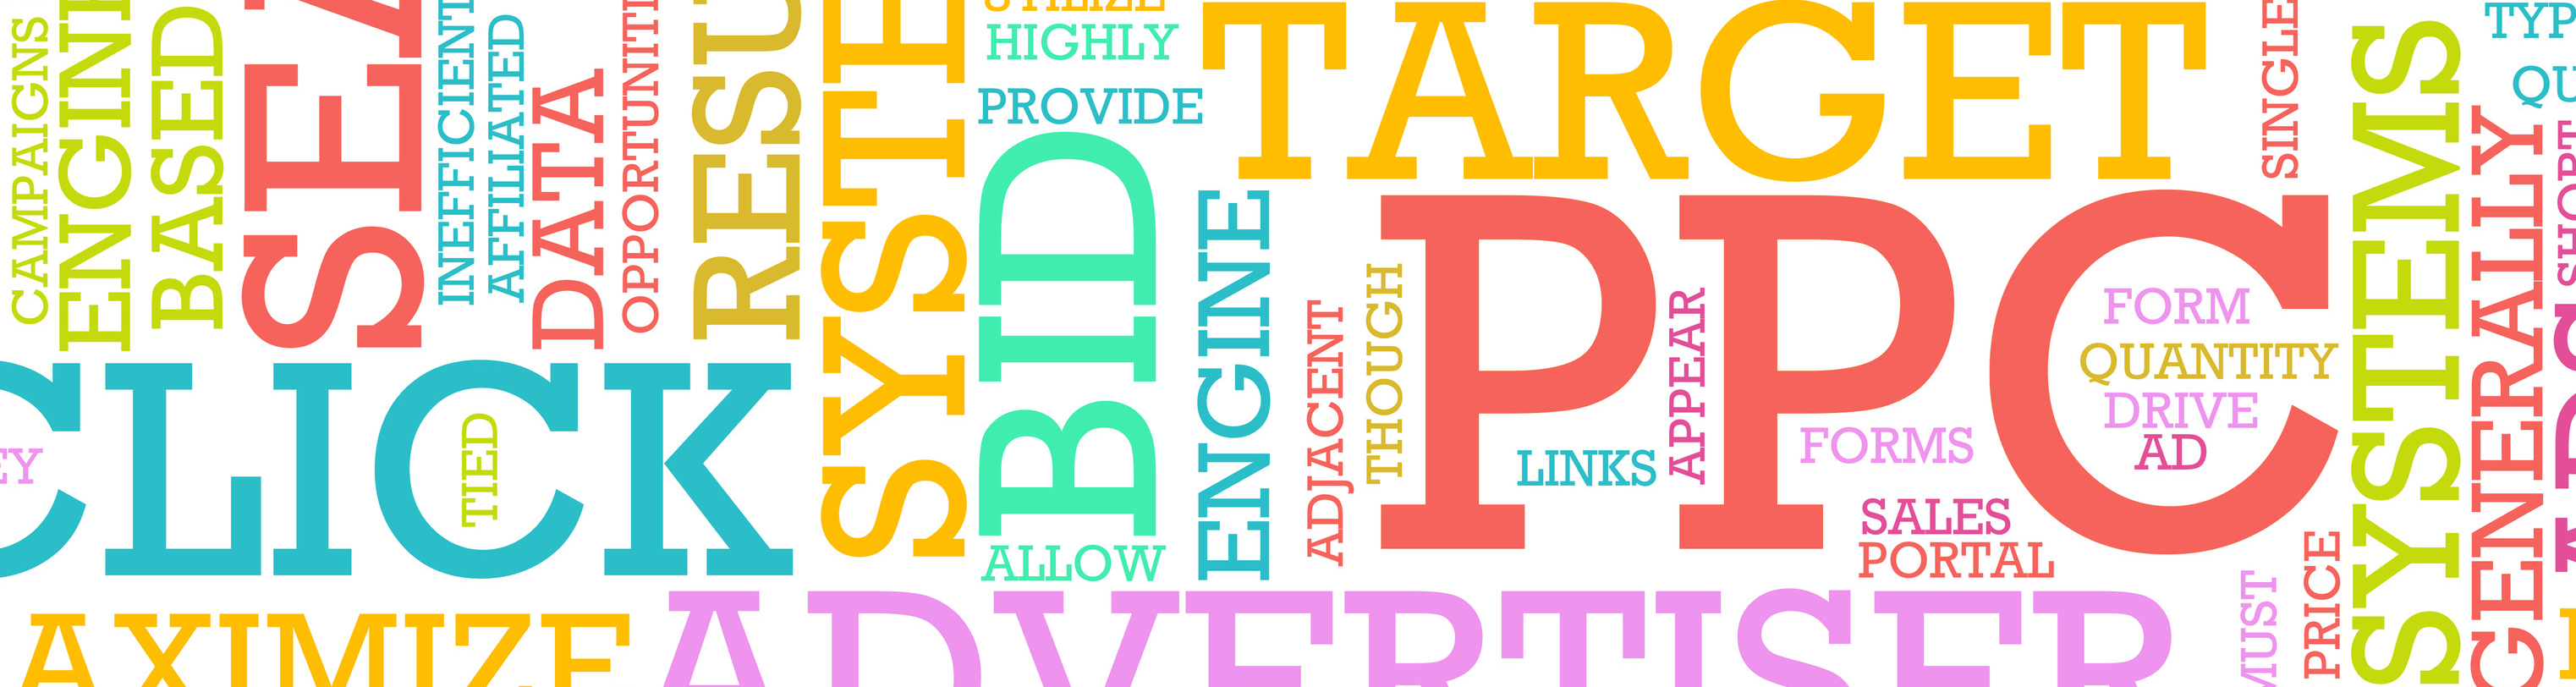 CAMPAIGNS
ENGINE
BASED
SEA
INEFFICIENT
AFFILIATED
DATA
OPPORTUNITI
RESU
SYSTE
UTILIZE
HIGHLY
PROVIDE
BID
ALLOW
TARGET
ENGINE
ADJACENT
THOUGH
PPC
LINKS
APPEAR
FORMS
SALES
PORTAL
FORM
QUANTITY
DRIVE
AD
SINGLE
SYSTEMS
GENERALLY
TYP
QU
CLICK
TIED
EY
AXIMIZE
ADVERTISER
MUST
PRICE